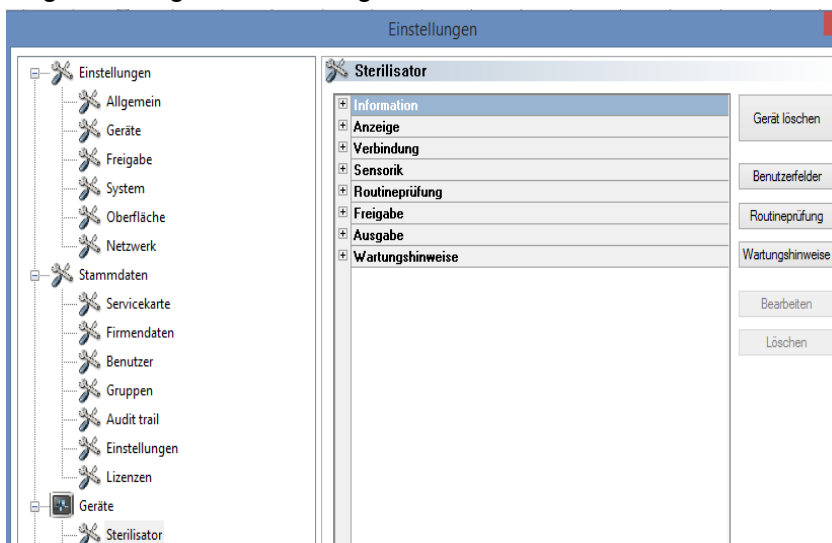 Einstellungen
Einstellungen
Allgemein
Geräte
Freigabe
System
Oberfläche
Netzwerk
Stammdaten
Servicekarte
Firmendaten
Benutzer
Gruppen
Audit trail
Einstellungen
Lizenzen
Geräte
Sterilisator
Sterilisator
Information
Anzeige
Verbindung
Sensorik
Routineprüfung
Freigabe
Ausgabe
Wartungshinweise
Gerät löschen
Benutzerfelder
Routineprüfung
Wartungshinweise
Bearbeiten
Löschen